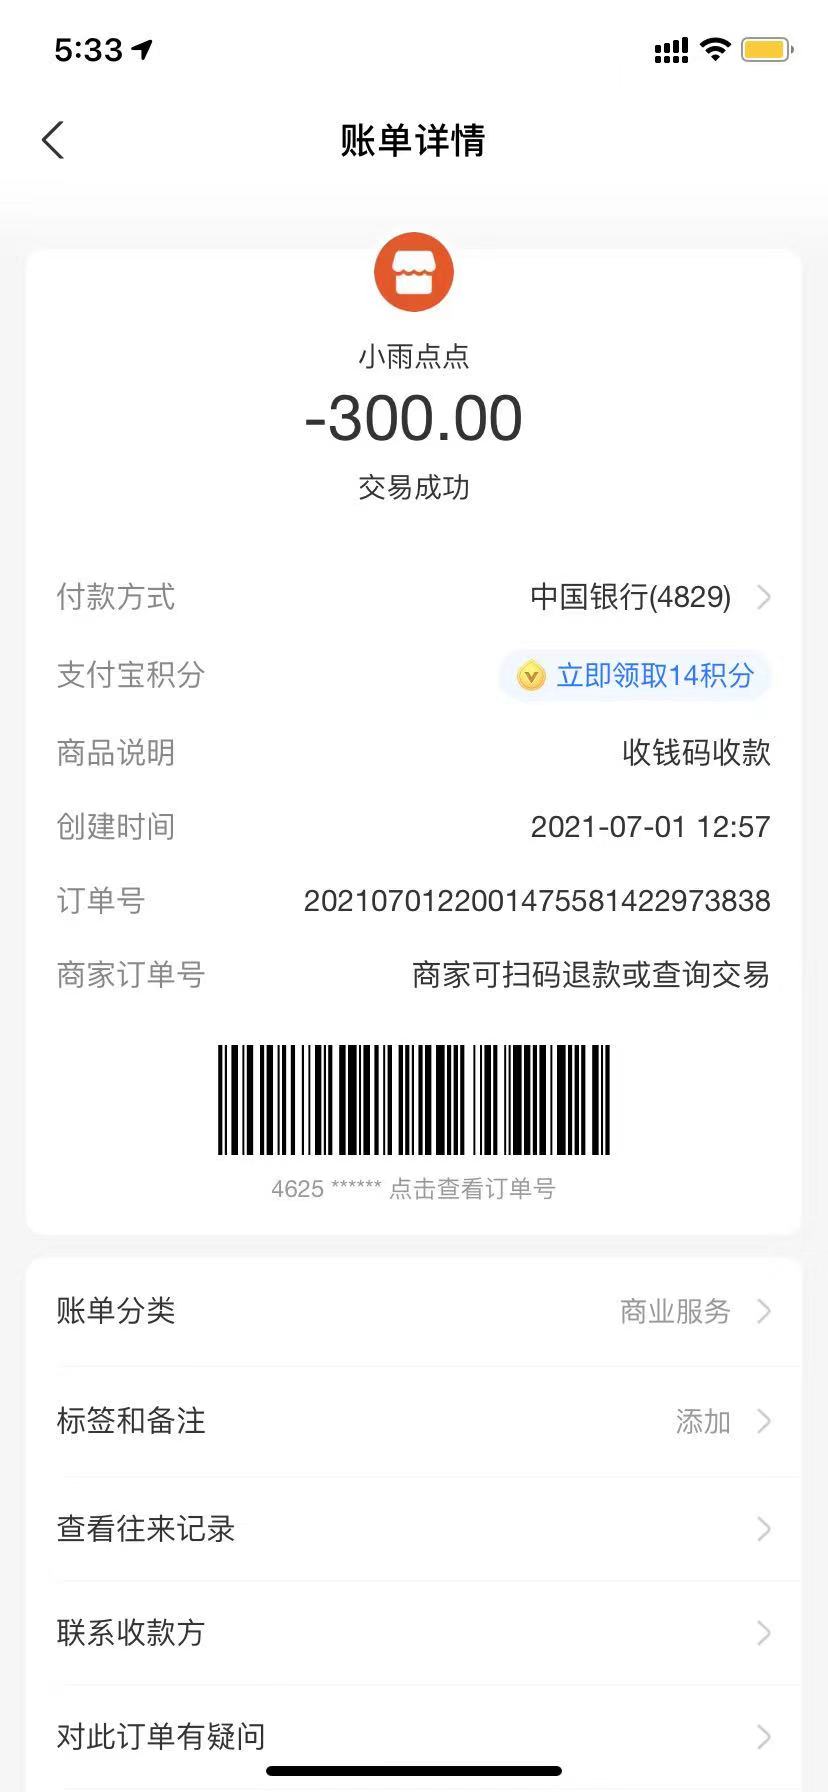 5:33
账单详情
小雨点点
-300.00
交易成功
付款方式 中国银行(4829)
支付宝积分 立即领取14积分
商品说明 收钱码收款
创建时间 2021-07-01 12:57
订单号 2021070122001475581422973838
商家订单号 商家可扫码退款或查询交易
4625 ****** 点击查看订单号
账单分类 商业服务
标签和备注 添加
查看往来记录
联系收款方
对此订单有疑问